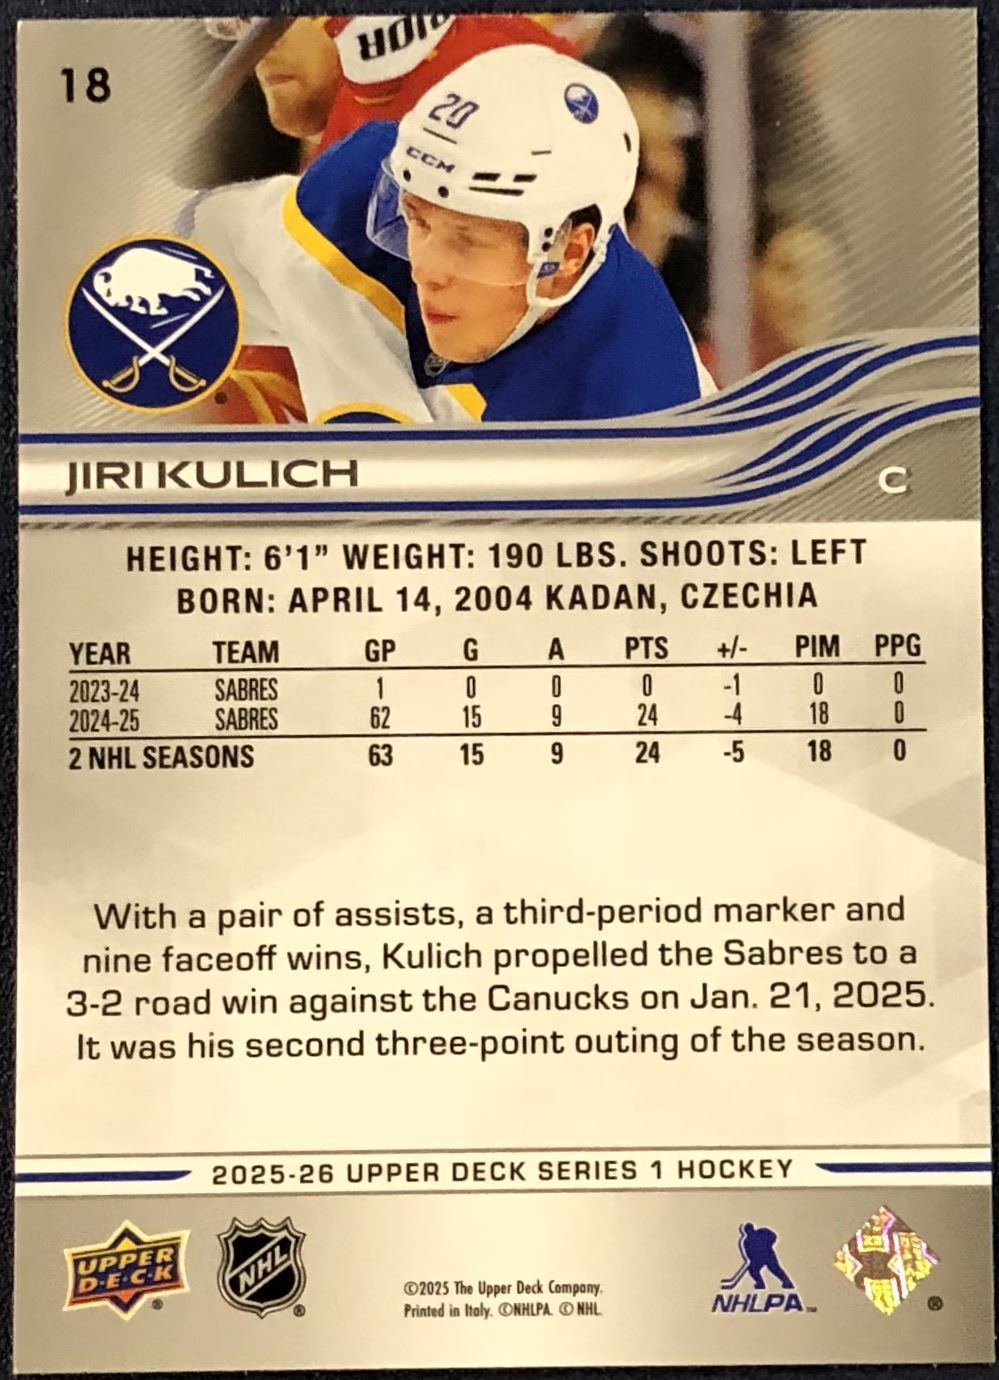 18
20
CCM
JIRI KULICH
C
HEIGHT: 6'1" WEIGHT: 190 LBS. SHOOTS: LEFT
BORN: APRIL 14, 2004 KADAN, CZECHIA
YEAR TEAM GP G A PTS +/- PIM PPG
2023-24 SABRES 1 0 0 0 -1 0 0
2024-25 SABRES 62 15 9 24 -4 18 0
2 NHL SEASONS 63 15 9 24 -5 18 0
With a pair of assists, a third-period marker and
nine faceoff wins, Kulich propelled the Sabres to a
3-2 road win against the Canucks on Jan. 21, 2025.
It was his second three-point outing of the season.
2025-26 UPPER DECK SERIES 1 HOCKEY
UPPER
D·E·C·K ®
NHL ®
©2025 The Upper Deck Company.
Printed in Italy. ©NHLPA. © NHL.
NHLPA™
®